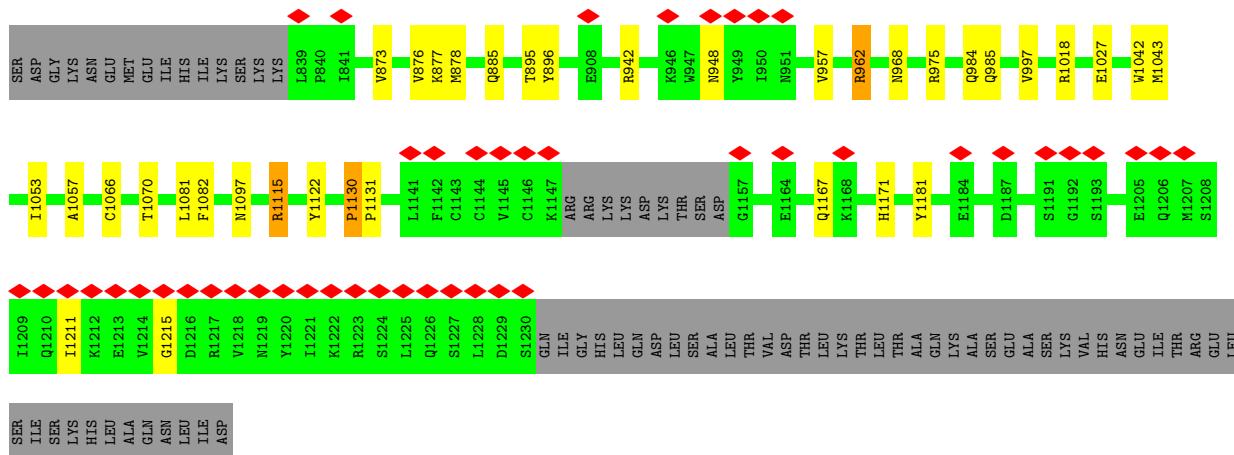 SER ASP GLY LYS ASN GLU MET GLU ILE HIS ILE LYS SER LYS LYS L839 P840 I841 V873 V876 K877 M878 Q885 T895 Y896 E908 R942 K946 W947 N948 Y949 I950 N951 V957 R962 N968 R975 Q984 Q985 V997 R1018 E1027 W1042 M1043
I1053 A1057 C1066 T1070 L1081 F1082 N1097 R1115 Y1122 P1130 P1131 L1141 F1142 C1143 C1144 V1145 C1146 K1147 ARG ARG LYS LYS ASP LYS THR SER ASP G1157 E1164 Q1167 K1168 H1171 Y1181 E1184 D1187 S1191 G1192 S1193 E1205 Q1206 M1207 S1208
I1209 Q1210 I1211 K1212 E1213 V1214 G1215 D1216 R1217 V1218 N1219 Y1220 I1221 K1222 R1223 S1224 L1225 Q1226 S1227 L1228 D1229 S1230 GLN ILE GLY HIS LEU GLN ASP LEU SER ALA LEU THR VAL ASP THR LEU LYS THR LEU THR ALA GLN LYS ALA SER GLU ALA SER LYS VAL HIS ASN GLU ILE THR ARG GLU LEU
SER ILE SER LYS HIS LEU ALA GLN ASN LEU ILE ASP